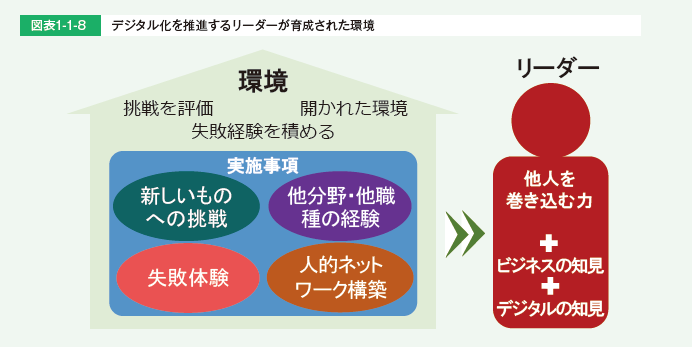 図表1-1-8 デジタル化を推進するリーダーが育成された環境
環境
挑戦を評価 開かれた環境
失敗経験を積める
実施事項
新しいもの
への挑戦
他分野・他職
種の経験
失敗体験
人的ネット
ワーク構築
リーダー
他人を
巻き込む力
+
ビジネスの知見
+
デジタルの知見